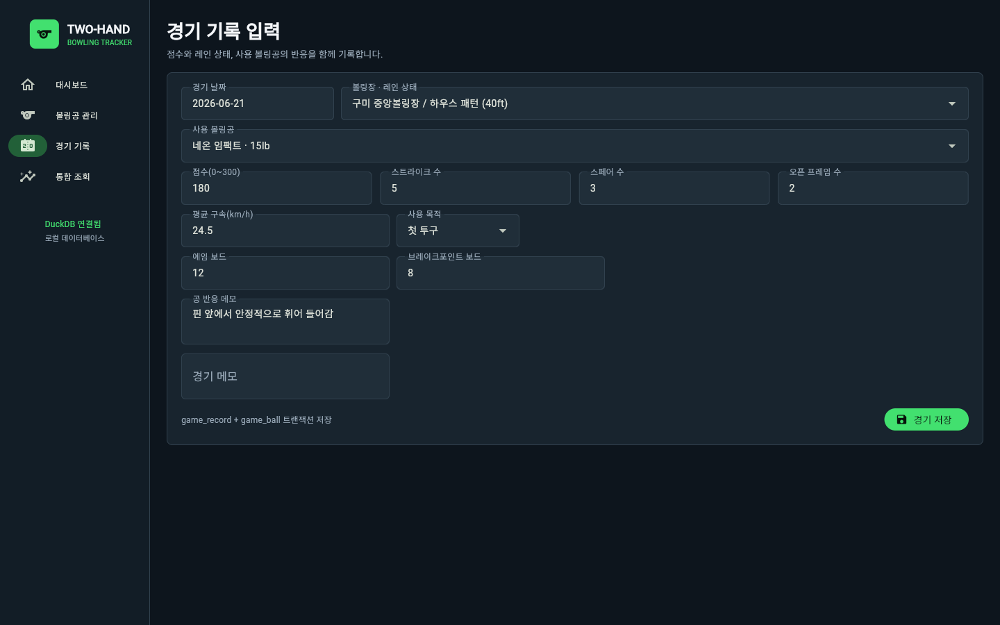 TWO-HAND
BOWLING TRACKER
대시보드
볼링공 관리
경기 기록
통합 조회
DuckDB 연결됨
로컬 데이터베이스
경기 기록 입력
점수와 레인 상태, 사용 볼링공의 반응을 함께 기록합니다.
경기 날짜
2026-06-21
볼링장 · 레인 상태
구미 중앙볼링장 / 하우스 패턴 (40ft)
사용 볼링공
네온 임팩트 · 15lb
점수(0~300)
180
스트라이크 수
5
스페어 수
3
오픈 프레임 수
2
평균 구속(km/h)
24.5
사용 목적
첫 투구
에임 보드
12
브레이크포인트 보드
8
공 반응 메모
핀 앞에서 안정적으로 휘어 들어감
경기 메모
game_record + game_ball 트랜잭션 저장
경기 저장